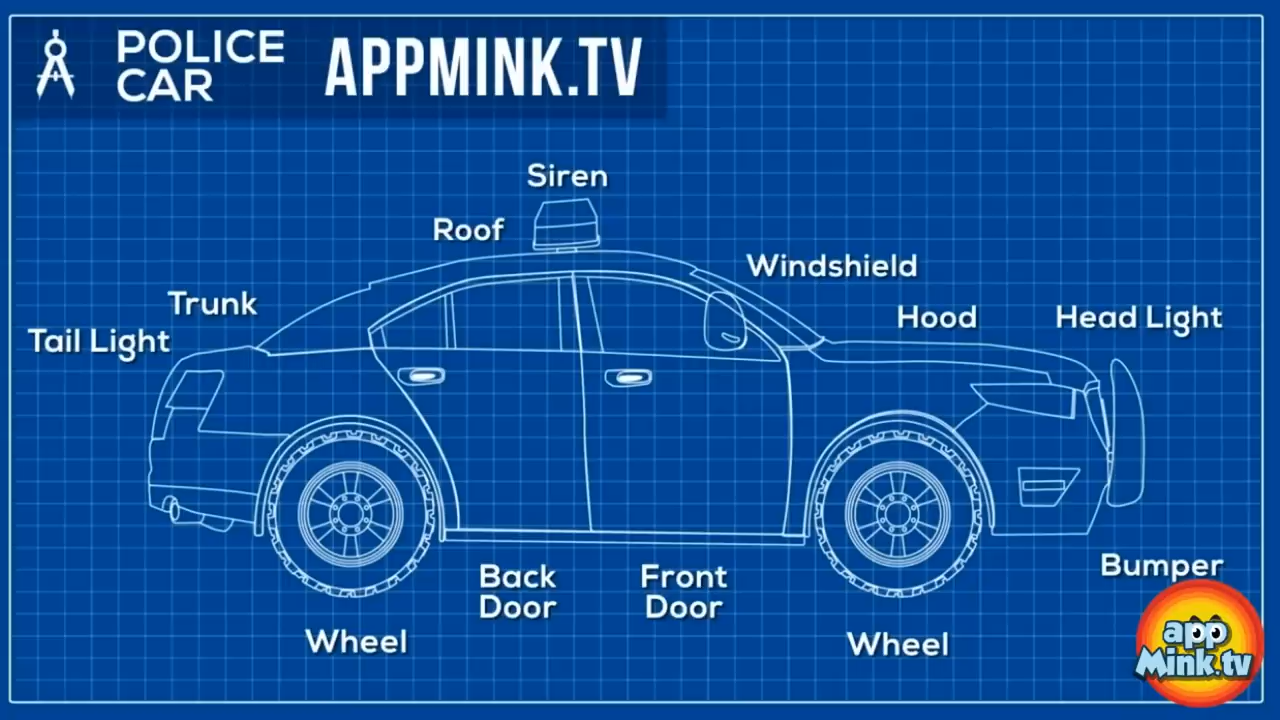 POLICE
CAR
APPMINK.TV
Siren
Roof
Windshield
Trunk
Hood
Head Light
Tail Light
Back
Door
Front
Door
Bumper
Wheel
Wheel
app
Mink.tv